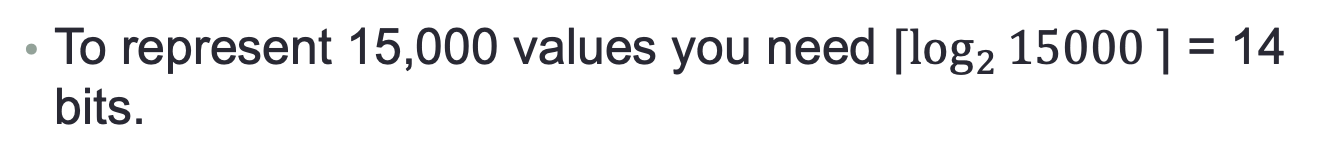 • To represent 15,000 values you need ⌈log₂ 15000 ⌉ = 14
bits.